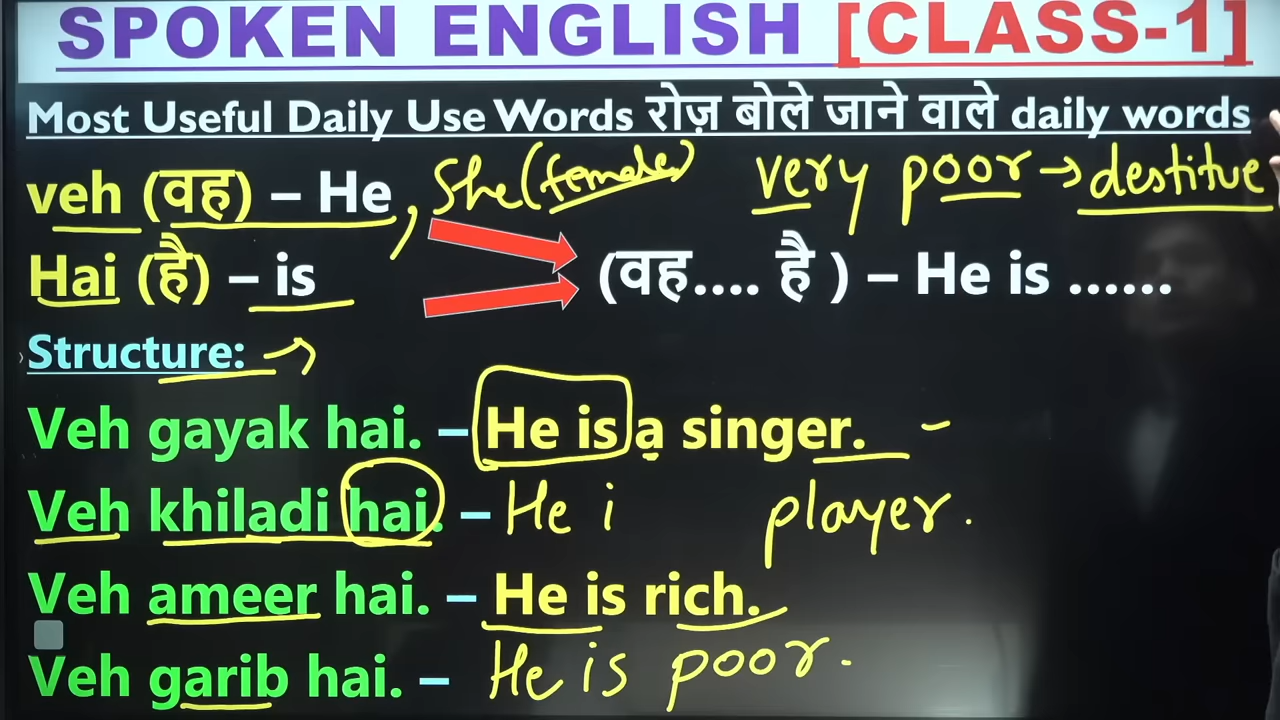 SPOKEN ENGLISH [CLASS-1]
Most Useful Daily Use Words रोज़ बोले जाने वाले daily words
veh (वह) – He, She (female) very poor → destitue
Hai (है) – is (वह.... है ) – He is ......
Structure: →
Veh gayak hai. – He is a singer. –
Veh khiladi hai. – He i player.
Veh ameer hai. – He is rich.
Veh garib hai. – He is poor.